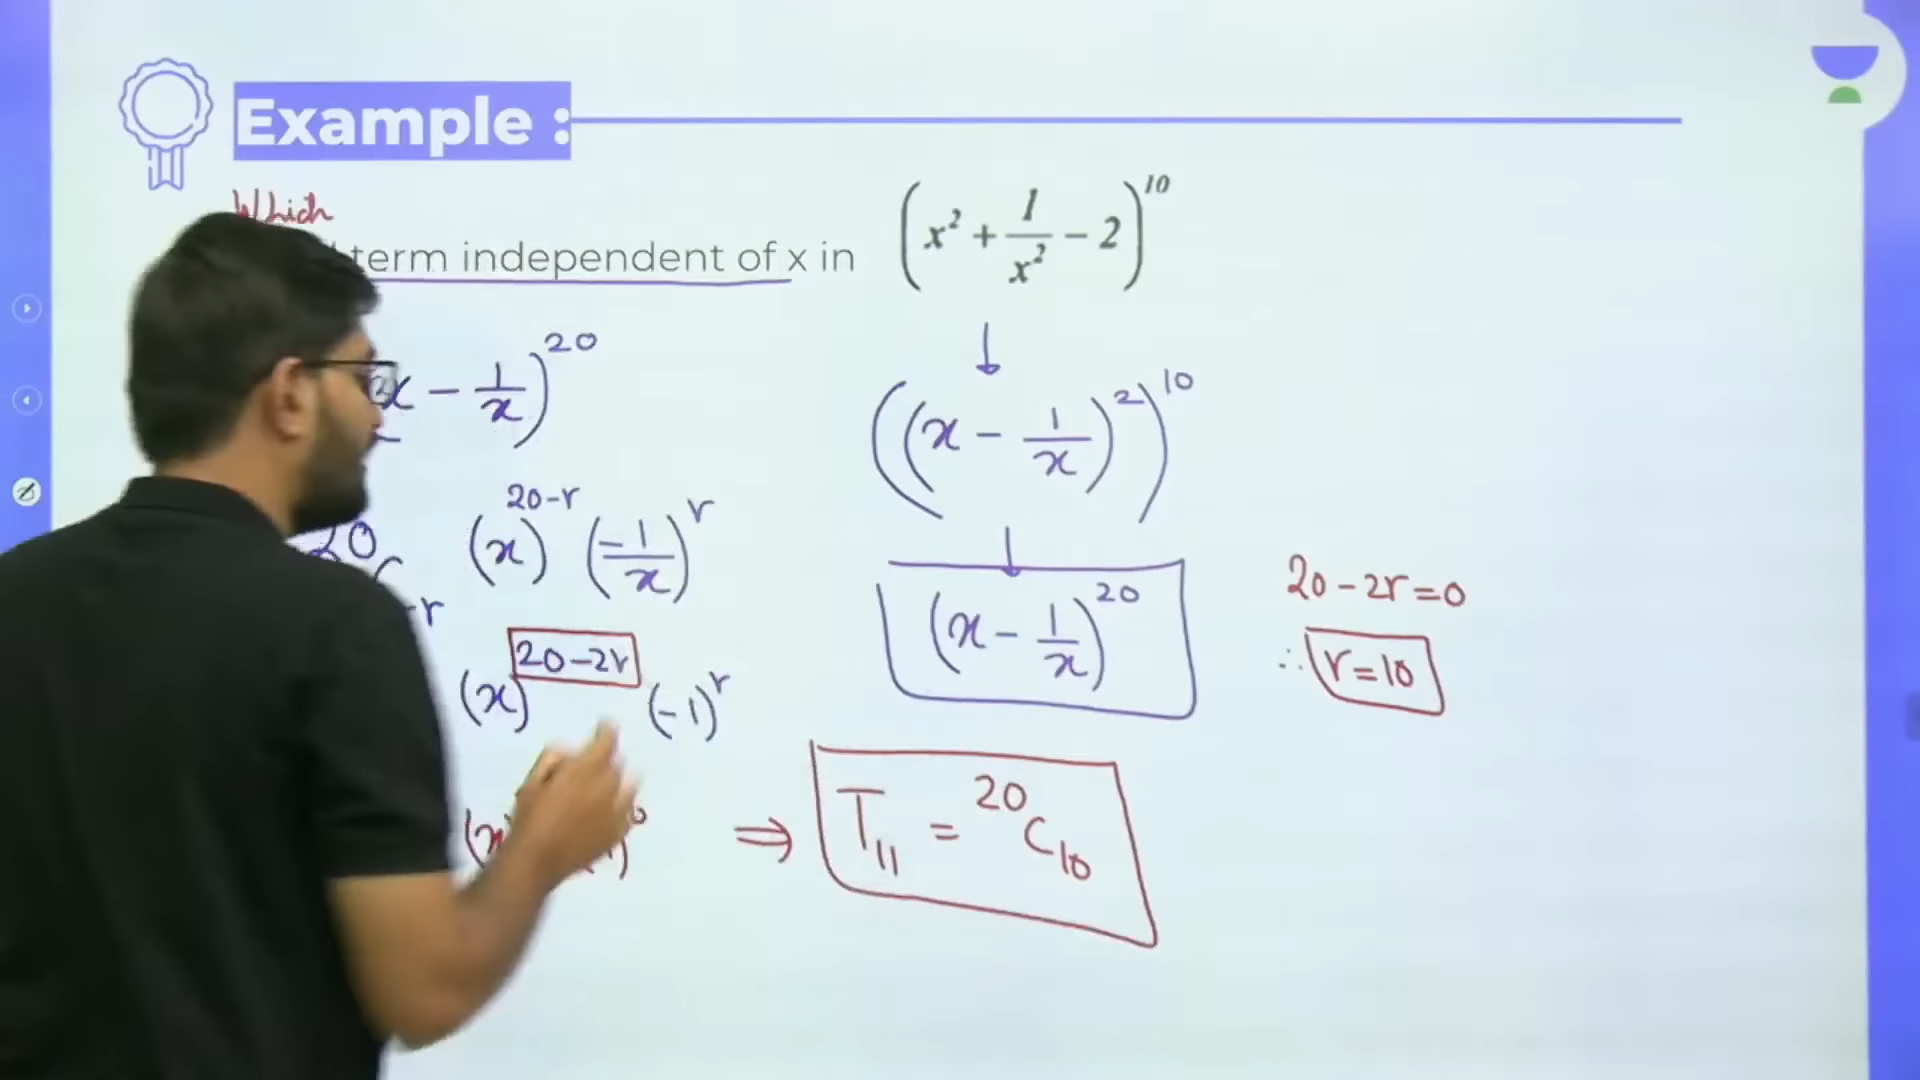 Example :
Which
term independent of x in (x² + 1/x² − 2)¹⁰
x − 1/x)²⁰
((x − 1/x)²)¹⁰
20 (x)²⁰⁻ʳ (−1/x)ʳ
(x − 1/x)²⁰
20 − 2r = 0
(x)²⁰⁻²ʳ (−1)ʳ
∴ r = 10
⇒ T₁₁ = ²⁰C₁₀